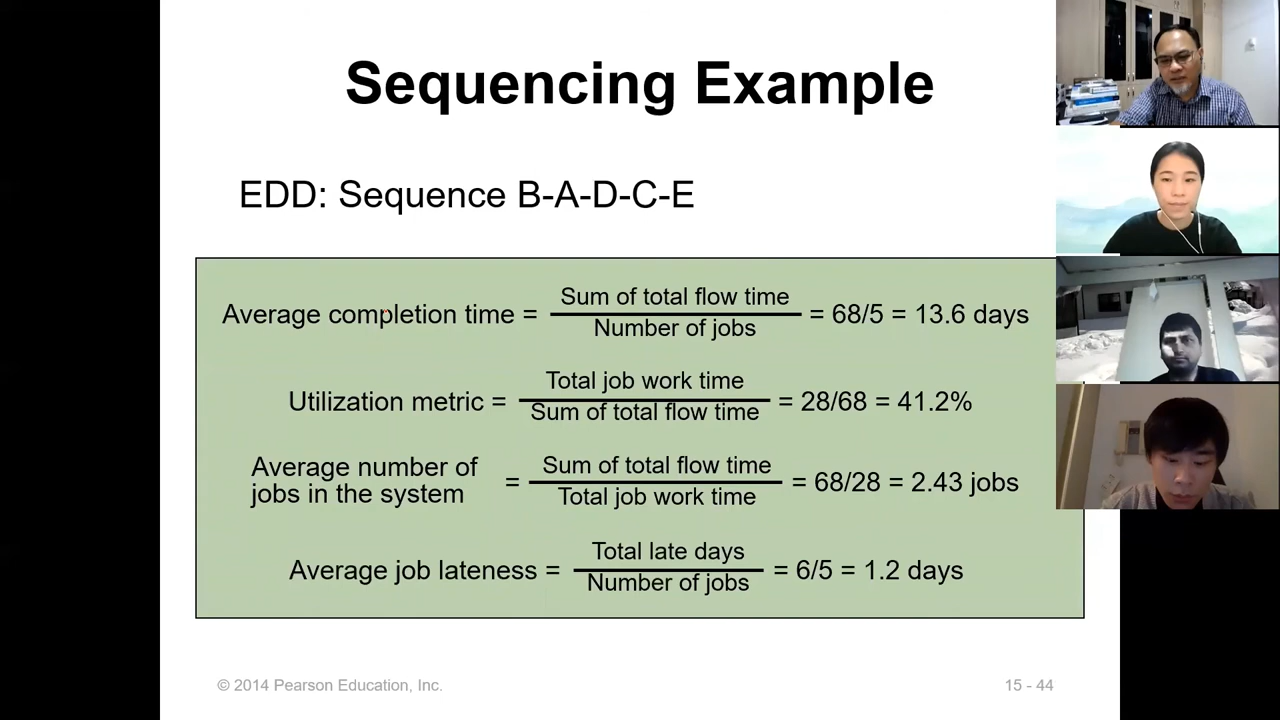 Sequencing Example
EDD: Sequence B-A-D-C-E
Average completion time = Sum of total flow time / Number of jobs = 68/5 = 13.6 days
Utilization metric = Total job work time / Sum of total flow time = 28/68 = 41.2%
Average number of jobs in the system = Sum of total flow time / Total job work time = 68/28 = 2.43 jobs
Average job lateness = Total late days / Number of jobs = 6/5 = 1.2 days
© 2014 Pearson Education, Inc.
15 - 44